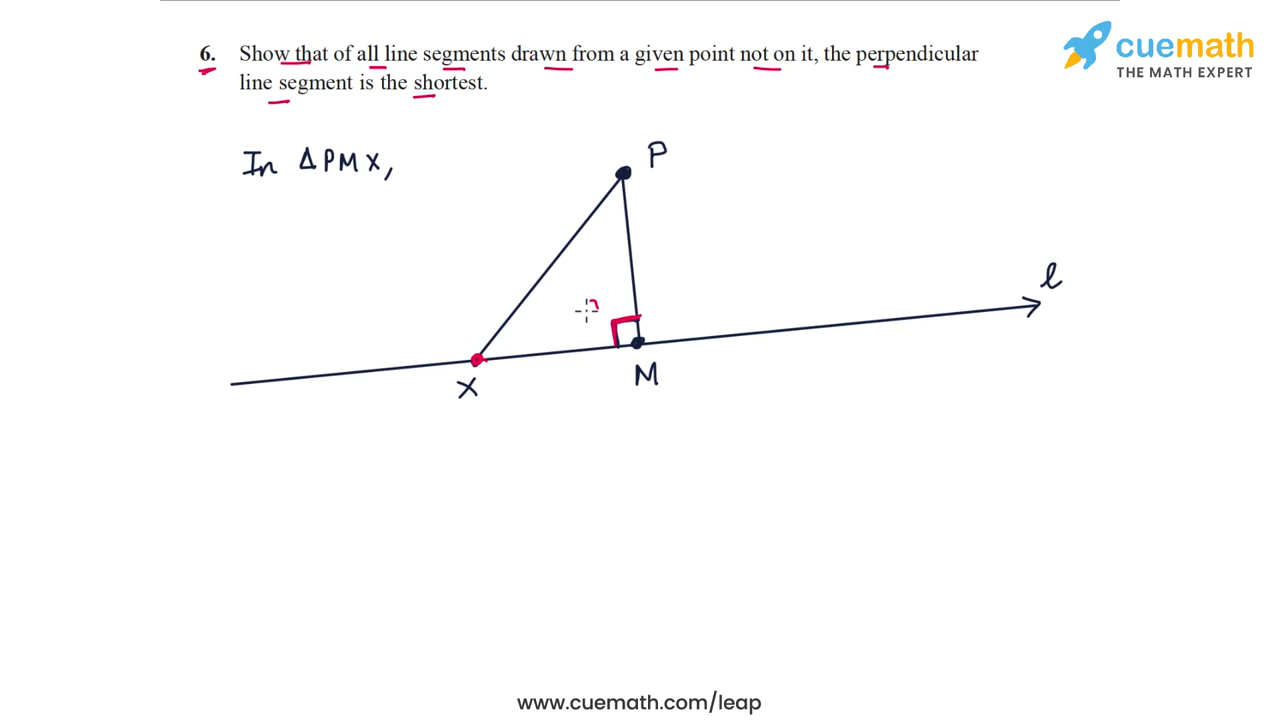 6. Show that of all line segments drawn from a given point not on it, the perpendicular
line segment is the shortest.
cuemath
THE MATH EXPERT
In ΔPMX,
P
l
X
M
www.cuemath.com/leap